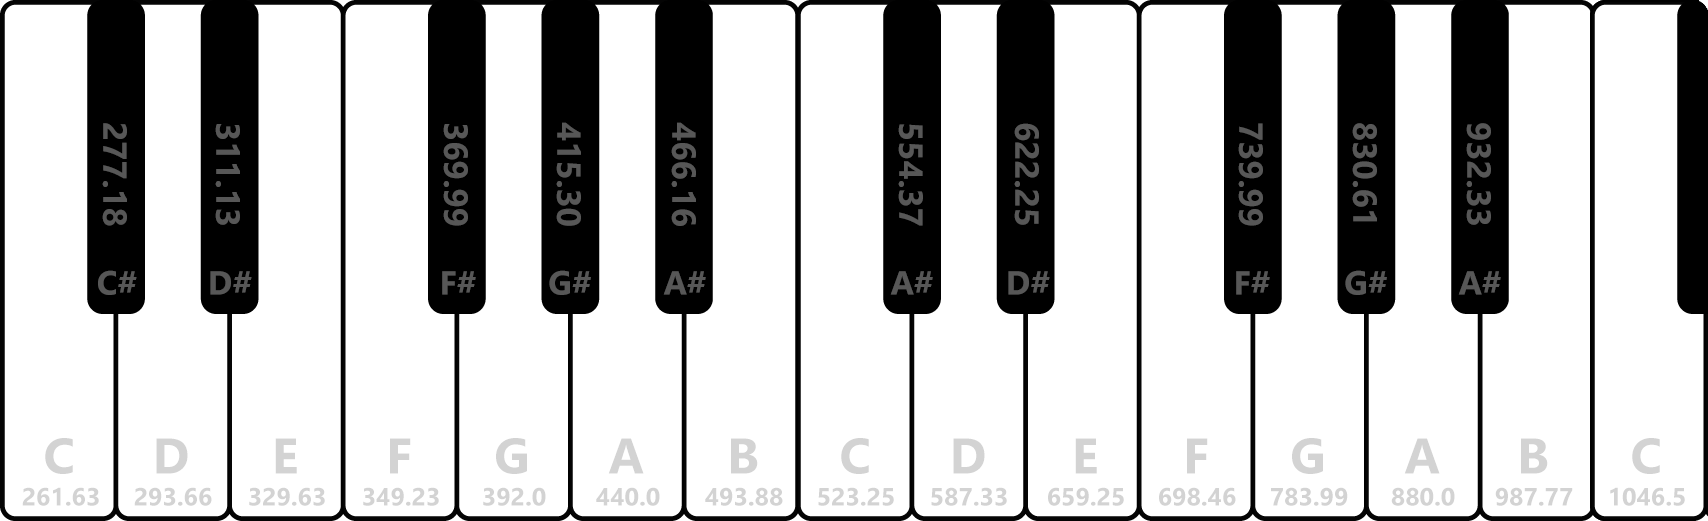 277.18
311.13
369.99
415.30
466.16
554.37
622.25
739.99
830.61
932.33
C#
D#
F#
G#
A#
A#
D#
F#
G#
A#
C
D
E
F
G
A
B
C
D
E
F
G
A
B
C
261.63
293.66
329.63
349.23
392.0
440.0
493.88
523.25
587.33
659.25
698.46
783.99
880.0
987.77
1046.5